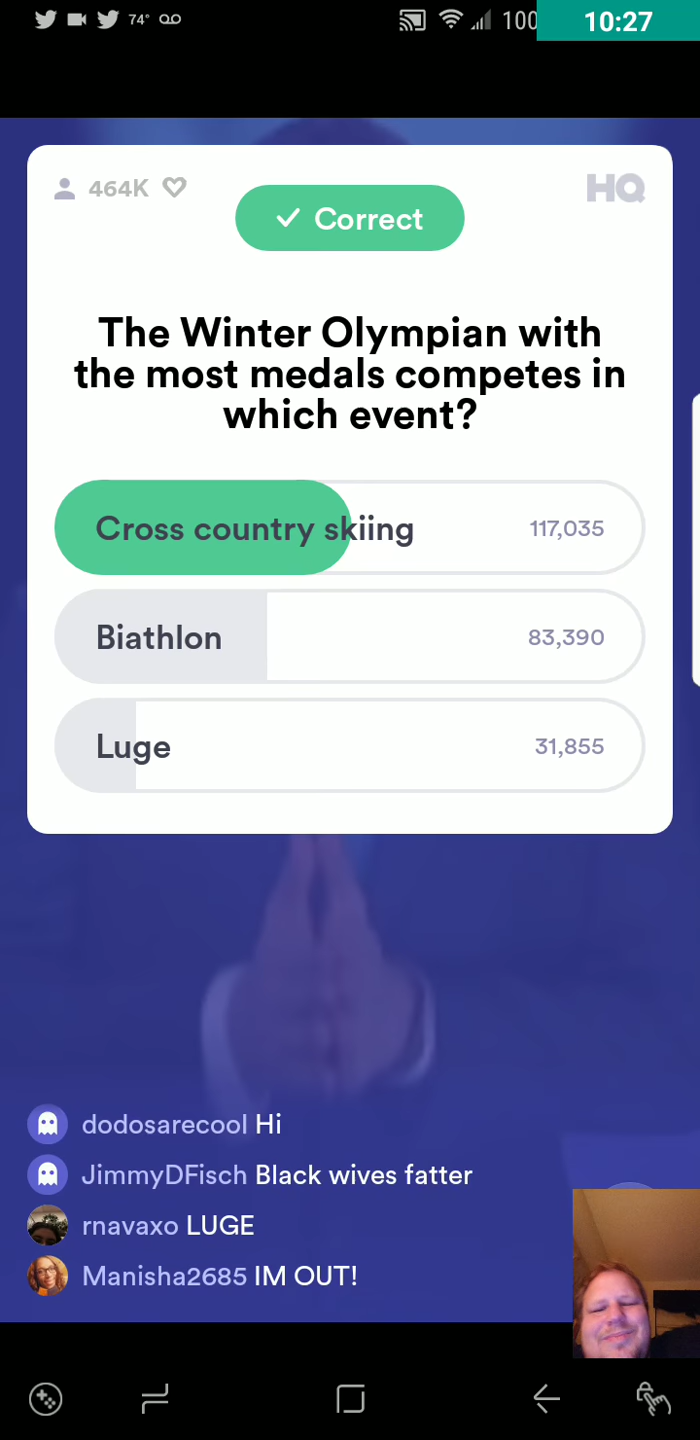 74° 100 10:27
464K HQ
Correct
The Winter Olympian with
the most medals competes in
which event?
Cross country skiing 117,035
Biathlon 83,390
Luge 31,855
dodosarecool Hi
JimmyDFisch Black wives fatter
rnavaxo LUGE
Manisha2685 IM OUT!